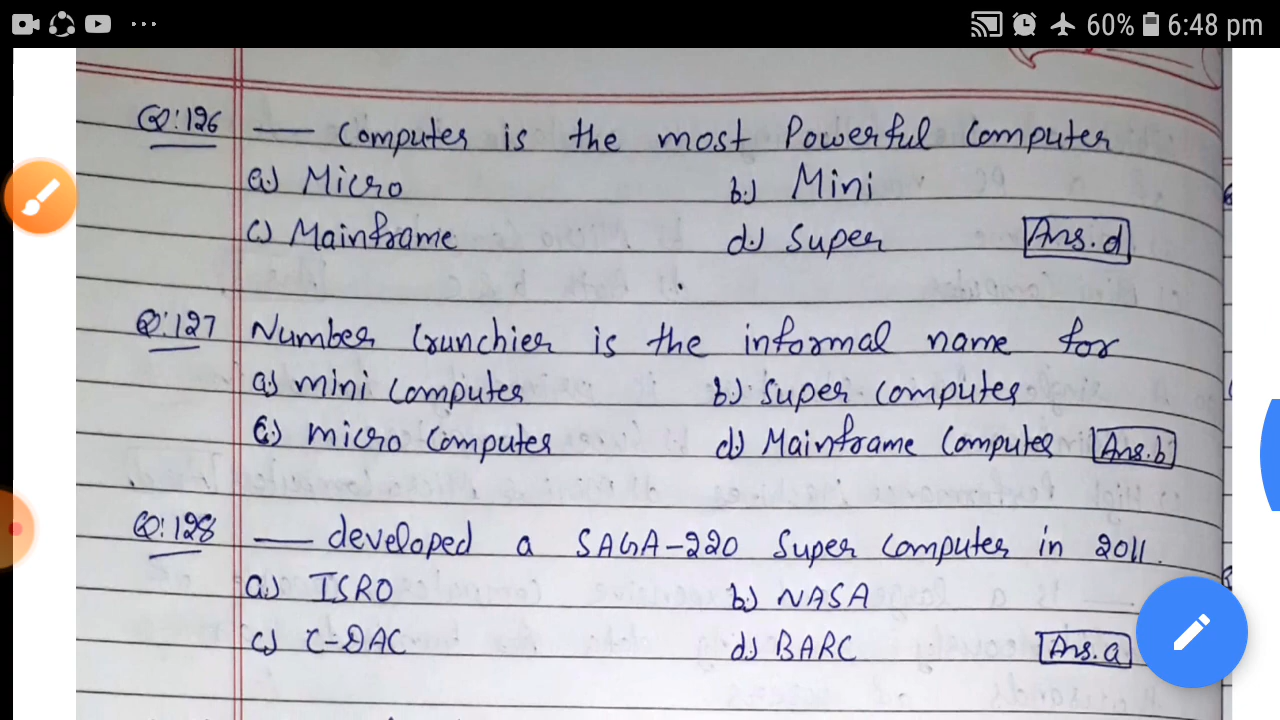 60% 6:48 pm
Q:126 — Computer is the most Powerful Computer
a) Micro b.) Mini
c) Mainframe d.) Super Ans.d
Q:127 Number Crunchier is the informal name for
a) mini computer b.) Super computer
c.) micro Computer d.) Mainframe Computer Ans.b
Q:128 — developed a SAGA-220 Super Computer in 2011.
a.) ISRO b.) NASA
c) C-DAC d.) BARC Ans.a